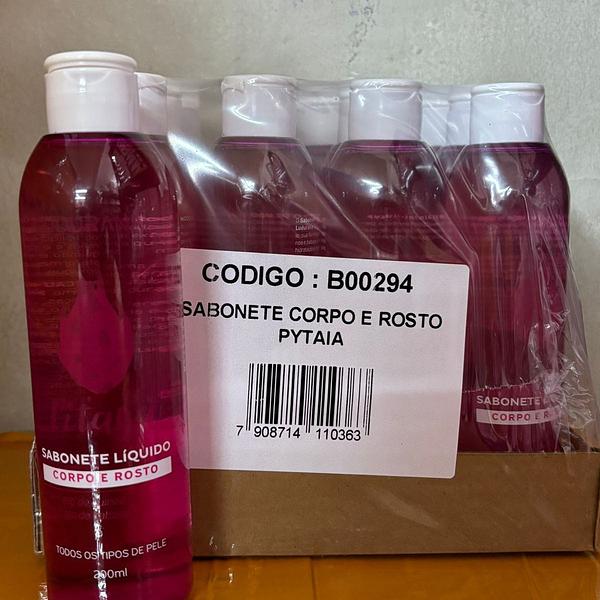 CODIGO : B00294
SABONETE CORPO E ROSTO
PYTAIA
7 908714 110363
SABONETE LÍQUIDO
CORPO E ROSTO
TODOS OS TIPOS DE PELE
200ml
SABONETE
CORPO E